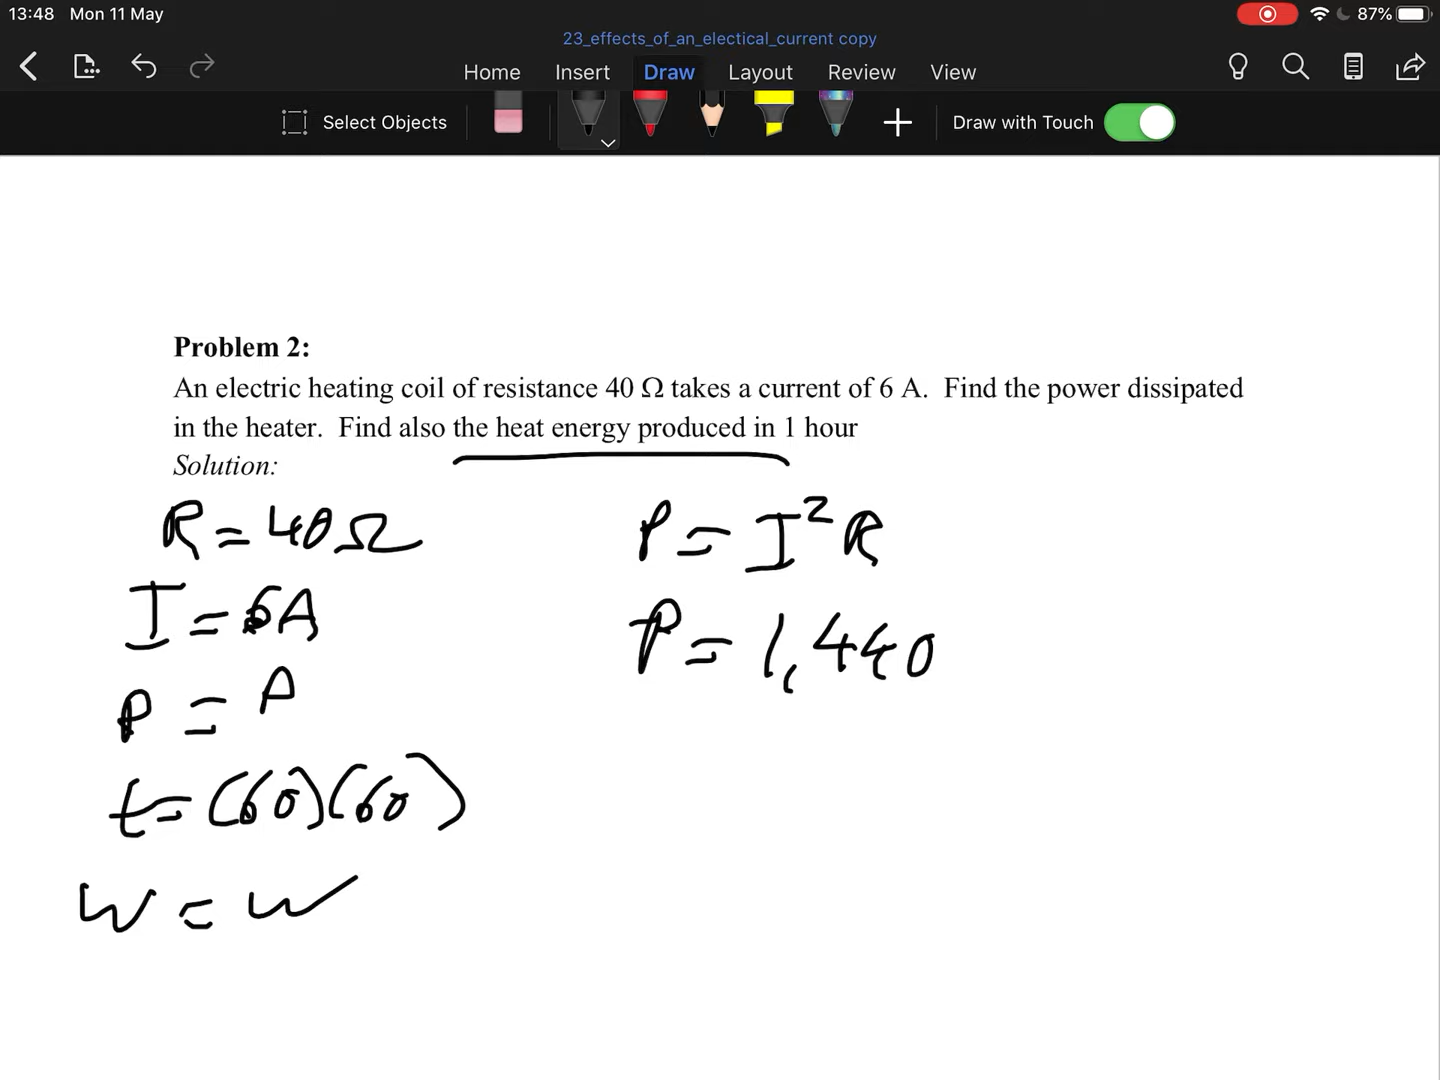 13:48 Mon 11 May 87%
23_effects_of_an_electical_current copy
Home Insert Draw Layout Review View
Select Objects Draw with Touch
Problem 2:
An electric heating coil of resistance 40 Ω takes a current of 6 A. Find the power dissipated
in the heater. Find also the heat energy produced in 1 hour
Solution:
R = 40 Ω
I = 6A
P = P
t = (60)(60)
W = W
P = I² R
P = 1,440